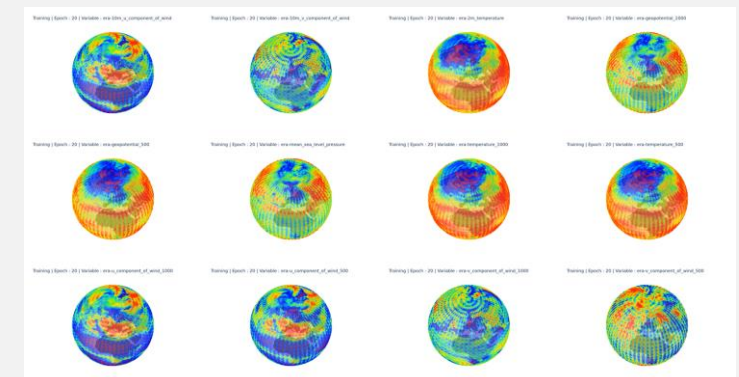 Training | Epoch : 20 | Variable : era-10m_u_component_of_wind
Training | Epoch : 20 | Variable : era-10m_v_component_of_wind
Training | Epoch : 20 | Variable : era-2m_temperature
Training | Epoch : 20 | Variable : era-geopotential_1000
Training | Epoch : 20 | Variable : era-geopotential_500
Training | Epoch : 20 | Variable : era-mean_sea_level_pressure
Training | Epoch : 20 | Variable : era-temperature_1000
Training | Epoch : 20 | Variable : era-temperature_500
Training | Epoch : 20 | Variable : era-u_component_of_wind_1000
Training | Epoch : 20 | Variable : era-u_component_of_wind_500
Training | Epoch : 20 | Variable : era-v_component_of_wind_1000
Training | Epoch : 20 | Variable : era-v_component_of_wind_500